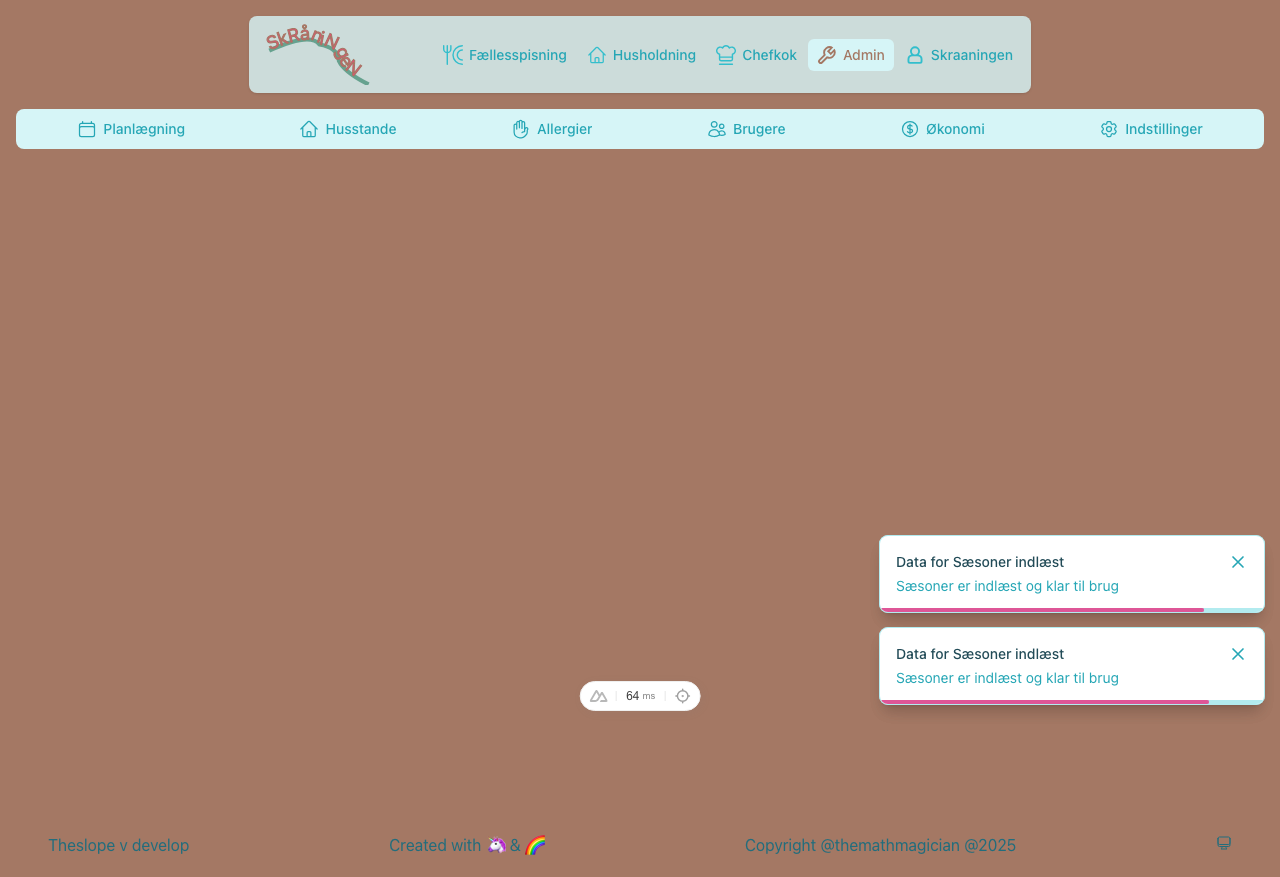 SkRåniNgeN
Fællesspisning Husholdning Chefkok Admin Skraaningen
Planlægning Husstande Allergier Brugere Økonomi Indstillinger
Data for Sæsoner indlæst
Sæsoner er indlæst og klar til brug
Data for Sæsoner indlæst
Sæsoner er indlæst og klar til brug
64 ms
Theslope v develop Created with 🦄 & 🌈 Copyright @themathmagician @2025